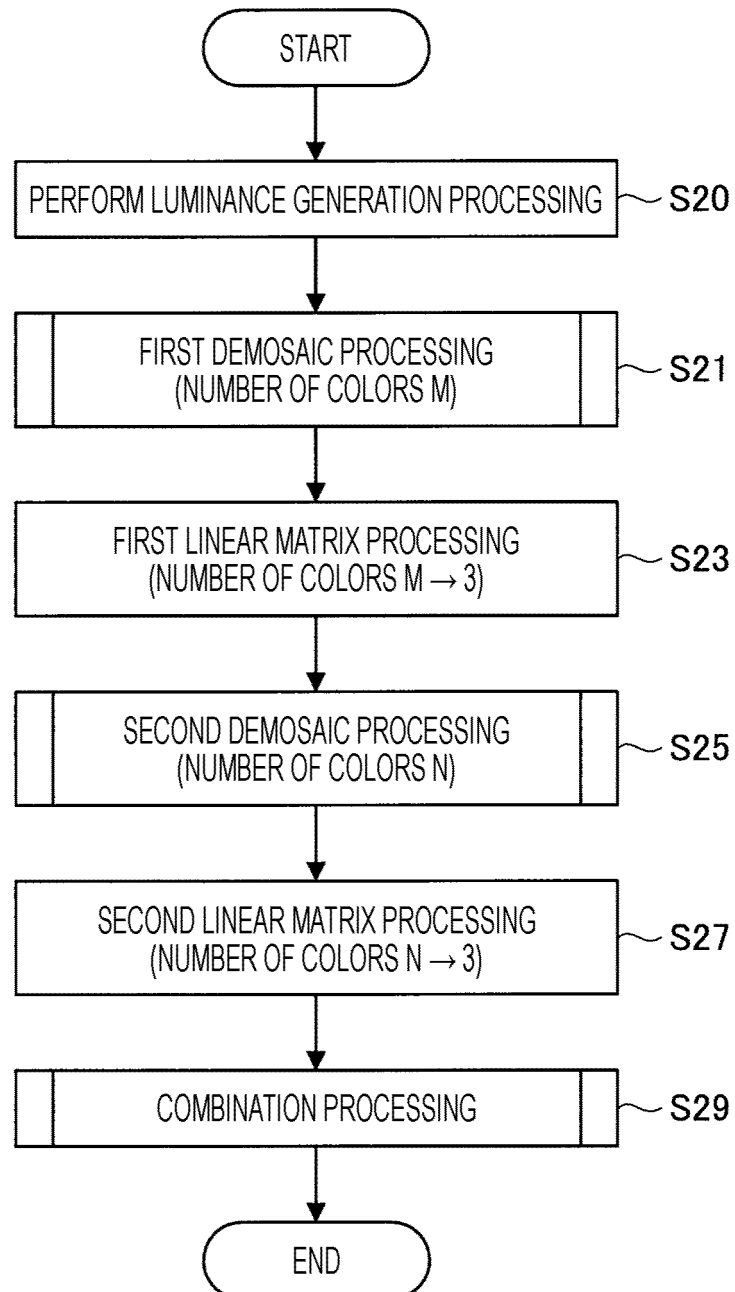 START
PERFORM LUMINANCE GENERATION PROCESSING
S20
FIRST DEMOSAIC PROCESSING
(NUMBER OF COLORS M)
S21
FIRST LINEAR MATRIX PROCESSING
(NUMBER OF COLORS M → 3)
S23
SECOND DEMOSAIC PROCESSING
(NUMBER OF COLORS N)
S25
SECOND LINEAR MATRIX PROCESSING
(NUMBER OF COLORS N → 3)
S27
COMBINATION PROCESSING
S29
END